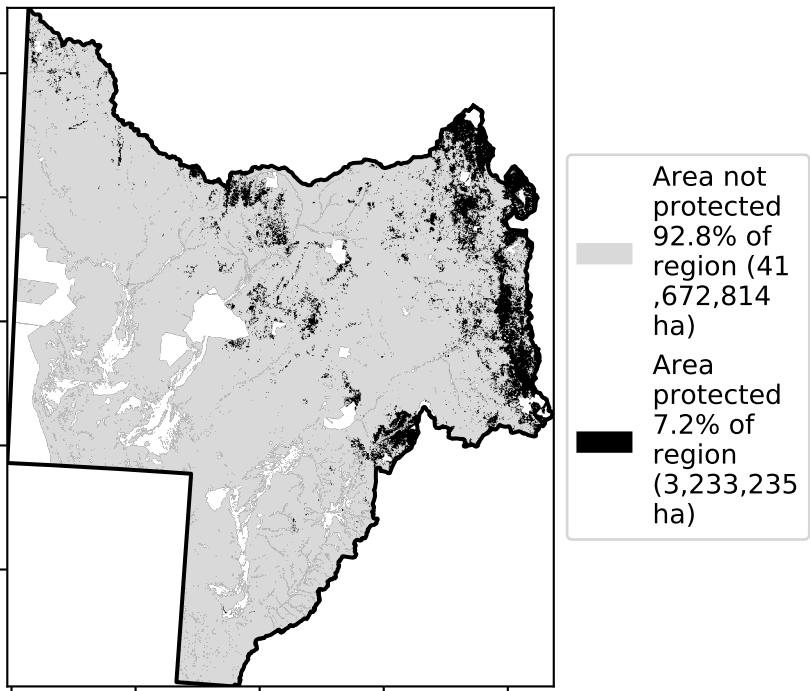 Area not
protected
92.8% of
region (41
,672,814
ha)
Area
protected
7.2% of
region
(3,233,235
ha)